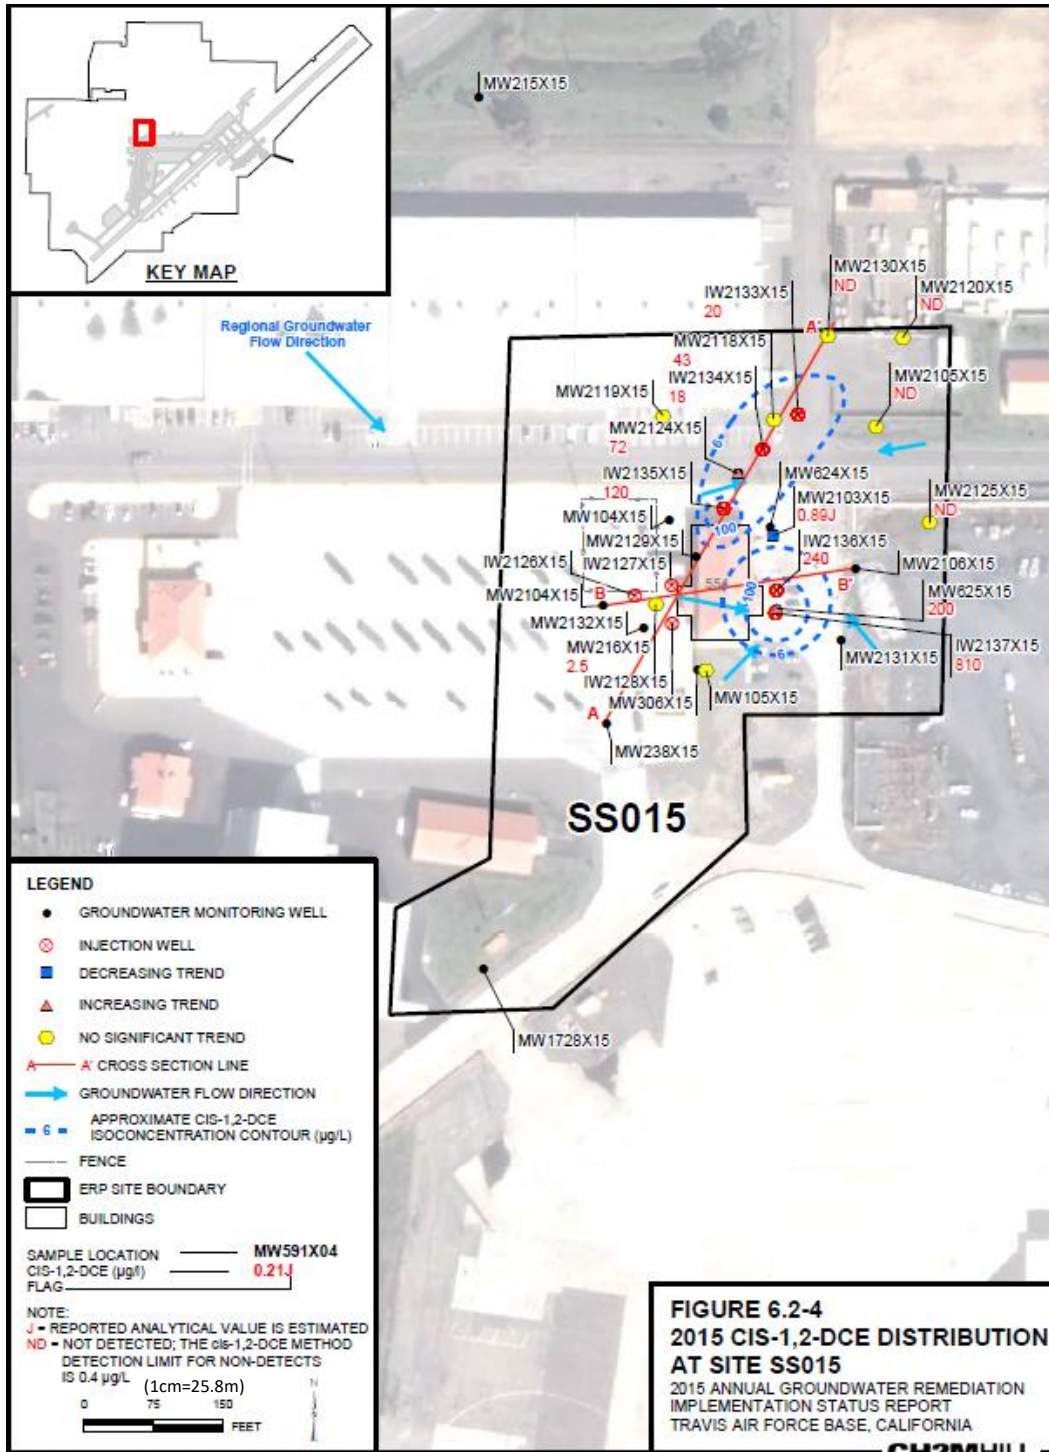 KEY MAP
MW215X15
Regional Groundwater
Flow Direction
MW2130X15
ND
IW2133X15
20
MW2120X15
ND
A'
MW2118X15
43
IW2134X15
18
MW2119X15
MW2105X15
ND
MW2124X15
72
6
IW2135X15
120
MW624X15
MW2103X15
0.89J
MW2125X15
ND
MW104X15
100
MW2129X15
IW2136X15
240
IW2126X15
IW2127X15
MW2106X15
MW2104X15
B
554
100
B'
MW625X15
200
MW2132X15
MW216X15
2.5
IW2137X15
810
MW2131X15
6
IW2128X15
MW306X15
MW105X15
A
MW238X15
SS015
MW1728X15
LEGEND
GROUNDWATER MONITORING WELL
INJECTION WELL
DECREASING TREND
INCREASING TREND
NO SIGNIFICANT TREND
A A' CROSS SECTION LINE
GROUNDWATER FLOW DIRECTION
6 APPROXIMATE CIS-1,2-DCE
ISOCONCENTRATION CONTOUR (µg/L)
FENCE
ERP SITE BOUNDARY
BUILDINGS
SAMPLE LOCATION MW591X04
CIS-1,2-DCE (µg/l) 0.21J
FLAG
NOTE:
J = REPORTED ANALYTICAL VALUE IS ESTIMATED
ND = NOT DETECTED; THE cis-1,2-DCE METHOD
DETECTION LIMIT FOR NON-DETECTS
IS 0.4 µg/L
(1cm=25.8m)
N
0 75 150
FEET
FIGURE 6.2-4
2015 CIS-1,2-DCE DISTRIBUTION
AT SITE SS015
2015 ANNUAL GROUNDWATER REMEDIATION
IMPLEMENTATION STATUS REPORT
TRAVIS AIR FORCE BASE, CALIFORNIA
CH2MHILL